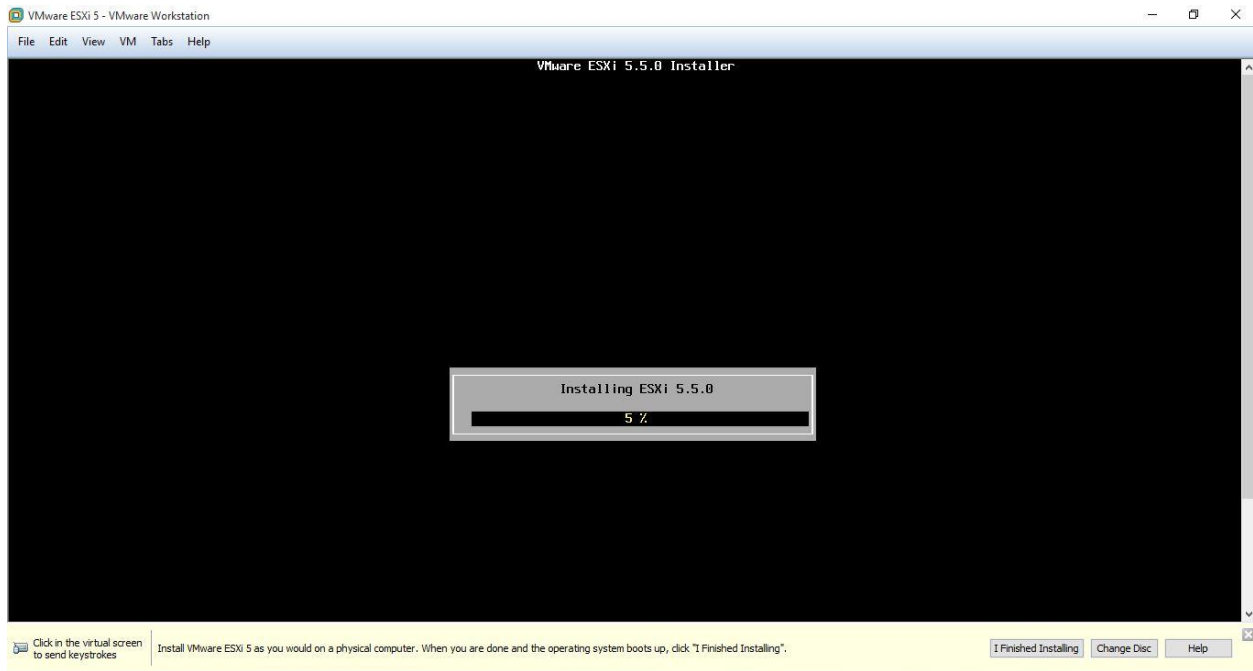 VMware ESXi 5 - VMware Workstation
File Edit View VM Tabs Help
VMware ESXi 5.5.0 Installer
Installing ESXi 5.5.0
5 %
Click in the virtual screen
to send keystrokes
Install VMware ESXi 5 as you would on a physical computer. When you are done and the operating system boots up, click "I Finished Installing".
I Finished Installing
Change Disc
Help